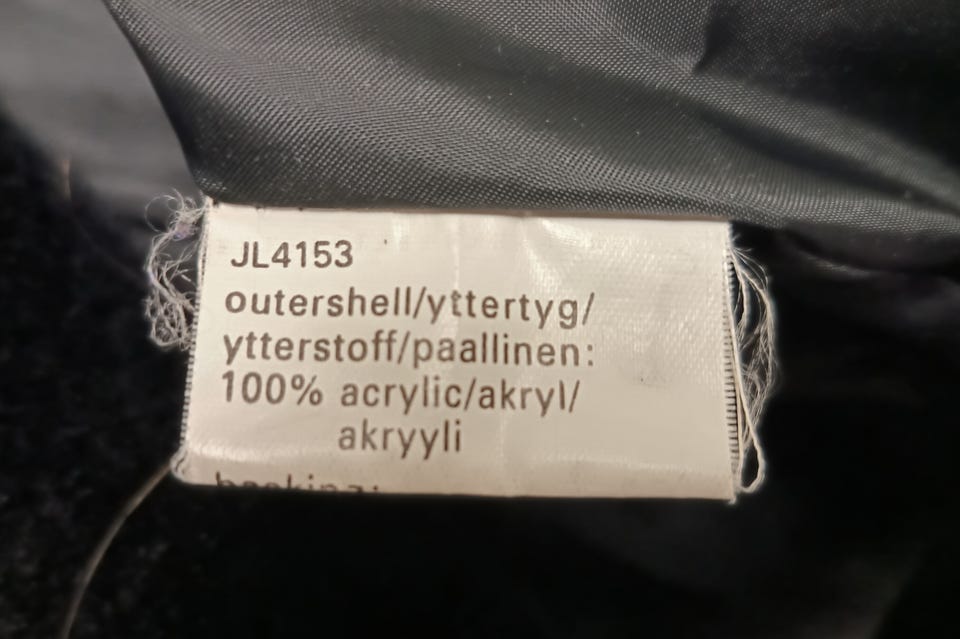 JL4153
outershell/yttertyg/
ytterstoff/paallinen:
100% acrylic/akryl/
akryyli